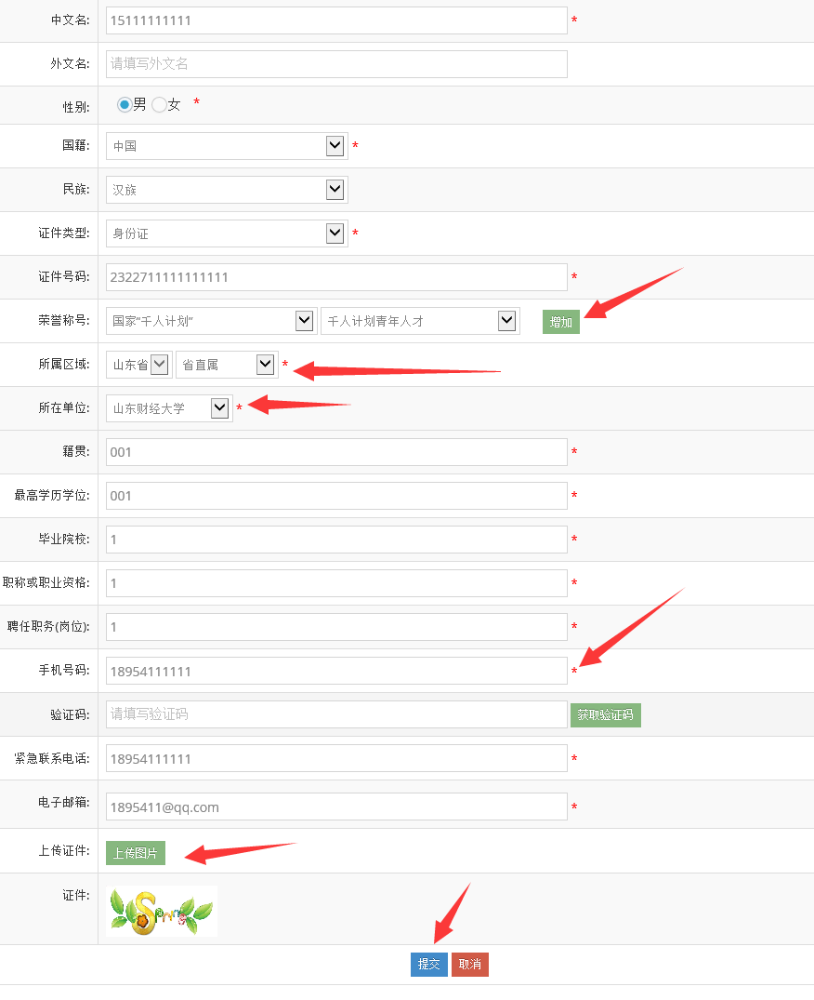 中文名: 15111111111 *
外文名: 请填写外文名
性别: 男 女 *
国籍: 中国 *
民族: 汉族
证件类型: 身份证 *
证件号码: 2322711111111111 *
荣誉称号: 国家“千人计划” 千人计划青年人才 增加
所属区域: 山东省 省直属 *
所在单位: 山东财经大学 *
籍贯: 001 *
最高学历学位: 001 *
毕业院校: 1 *
职称或职业资格: 1 *
聘任职务(岗位): 1 *
手机号码: 18954111111 *
验证码: 请填写验证码 获取验证码
紧急联系电话: 18954111111 *
电子邮箱: 1895411@qq.com *
上传证件: 上传图片
证件: Spring
提交 取消